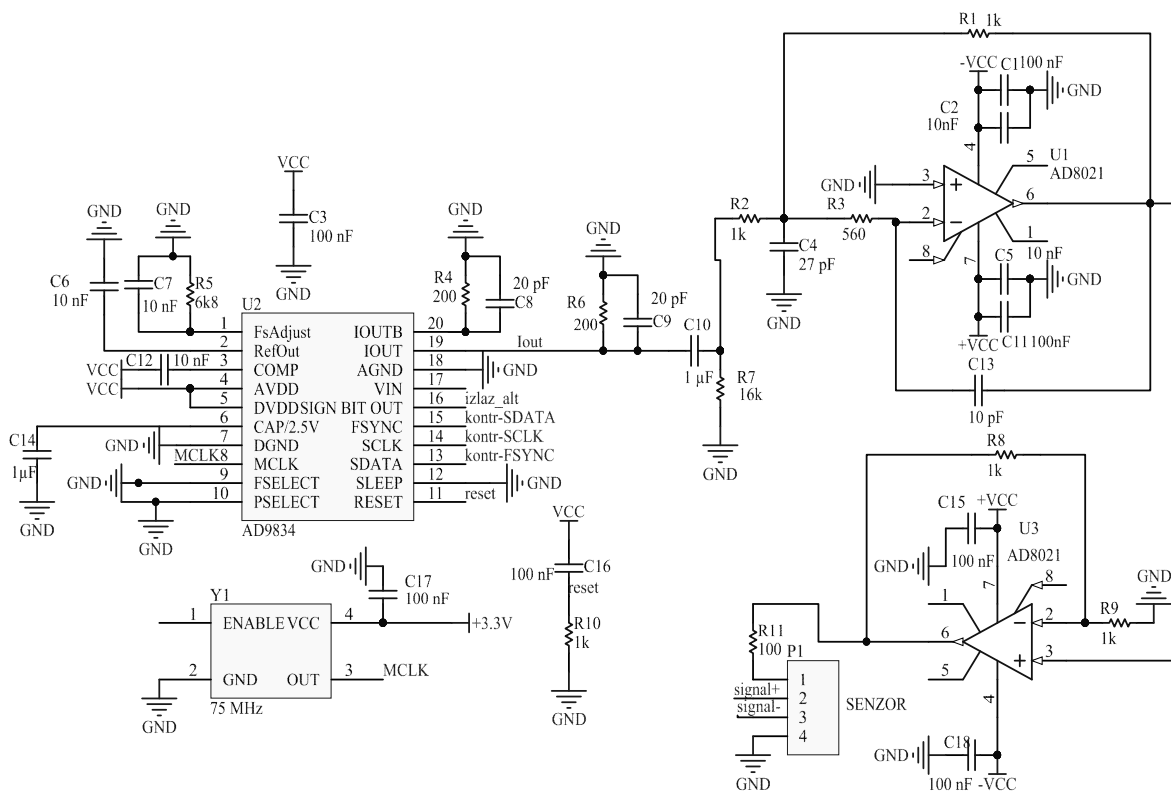 R1 1k
-VCC
C1 100 nF
GND
C2
10nF
4
5
U1
AD8021
GND
3
+
6
2
−
1
8
7
10 nF
C5
GND
+VCC
C11 100nF
C13
10 pF
R2
1k
R3
560
C4
27 pF
GND
VCC
C3
100 nF
GND
GND
GND
C6
10 nF
C7
10 nF
R5
6k8
GND
R4
200
20 pF
C8
GND
R6
200
20 pF
C9
C10
1 µF
R7
16k
GND
U2
1 FsAdjust IOUTB 20
2 RefOut IOUT 19 Iout
VCC C12 10 nF 3 COMP AGND 18 GND
VCC 4 AVDD VIN 17
5 DVDD SIGN BIT OUT 16 izlaz_alt
6 CAP/2.5V FSYNC 15 kontr-SDATA
GND 7 DGND SCLK 14 kontr-SCLK
MCLK 8 MCLK SDATA 13 kontr-FSYNC
GND 9 FSELECT SLEEP 12 GND
10 PSELECT RESET 11 reset
AD9834
C14
1µF
GND
GND
VCC
100 nF C16
reset
R10
1k
GND
GND
C17
100 nF
Y1
1 ENABLE VCC 4 +3.3V
2 GND OUT 3 MCLK
GND
75 MHz
R8
1k
+VCC
C15
100 nF
GND
U3
AD8021
7
8
1
2
−
R9
1k
GND
6
3
+
5
4
GND
C18
100 nF
-VCC
R11
100
P1
1
signal+ 2
signal- 3
4
SENZOR
GND